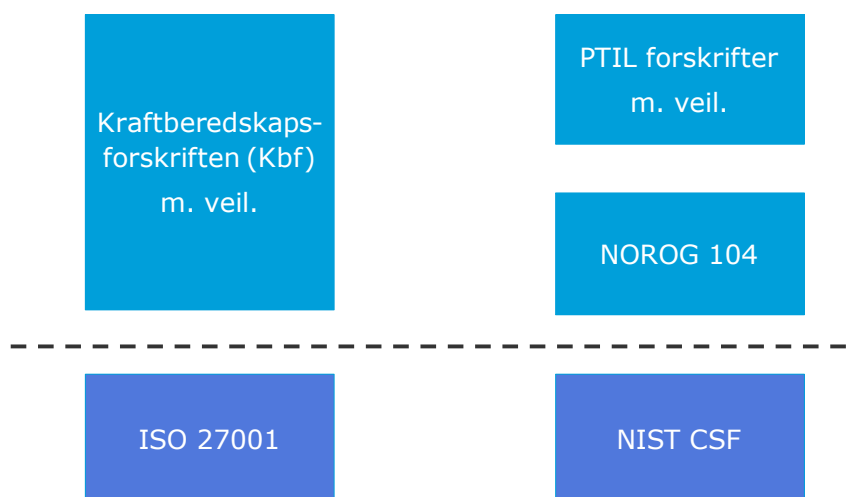 Kraftberedskaps-
forskriften (Kbf)
m. veil.
PTIL forskrifter
m. veil.
NOROG 104
ISO 27001
NIST CSF